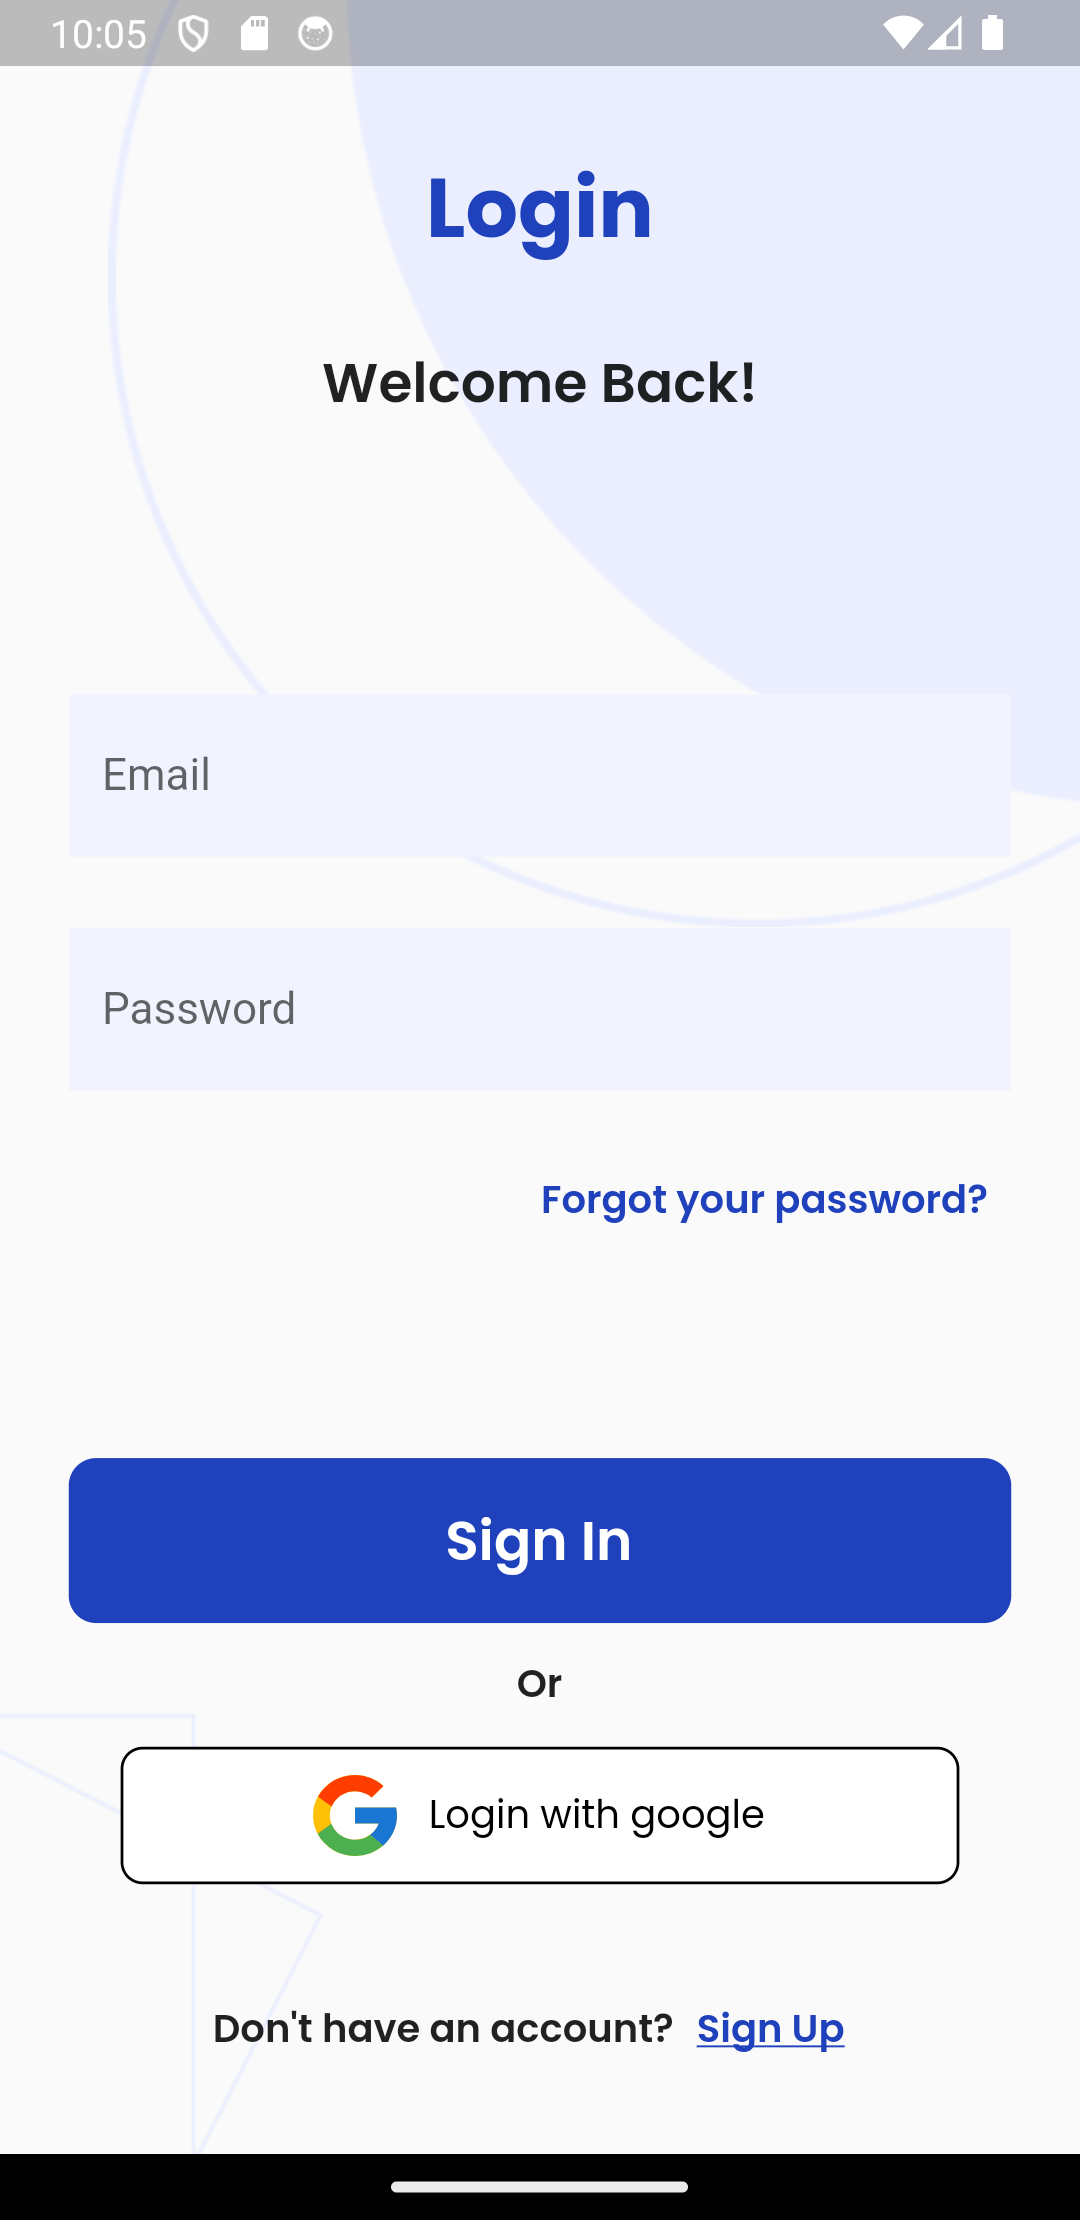 10:05
Login
Welcome Back!
Email
Password
Forgot your password?
Sign In
Or
Login with google
Don't have an account? Sign Up